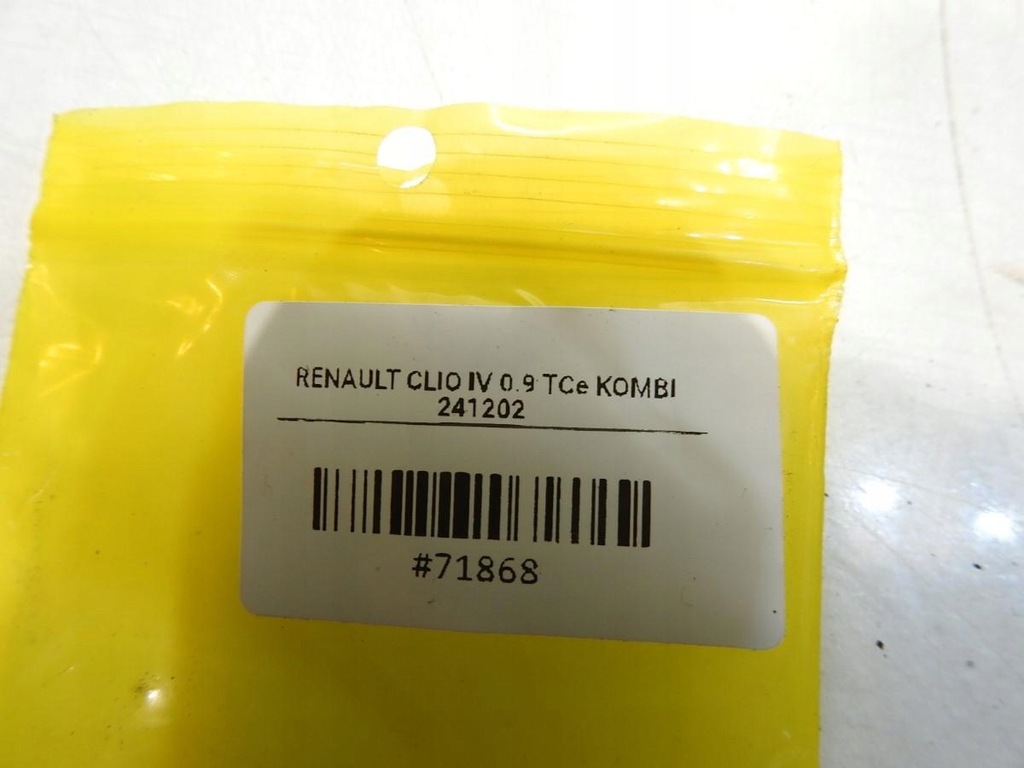 RENAULT CLIO IV 0.9 TCe KOMBI
241202
#71868